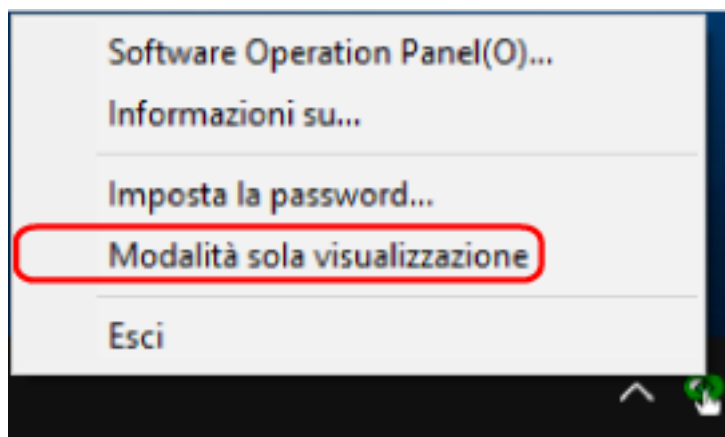 Software Operation Panel(O)...
Informazioni su...
Imposta la password...
Modalità sola visualizzazione
Esci